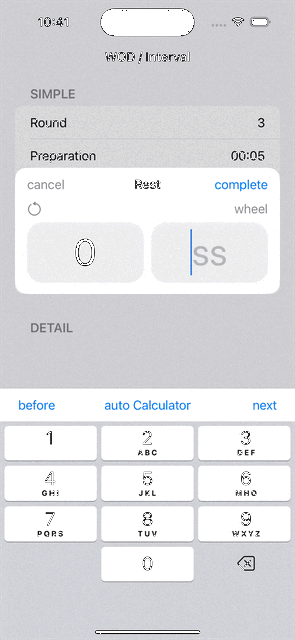 10:41
WOD / Interval
SIMPLE
Round 3
Preparation 00:05
cancel Rest complete
wheel
0 ss
DETAIL
before auto Calculator next
1 2 3
ABC DEF
4 5 6
GHI JKL MNO
7 8 9
PQRS TUV WXYZ
0